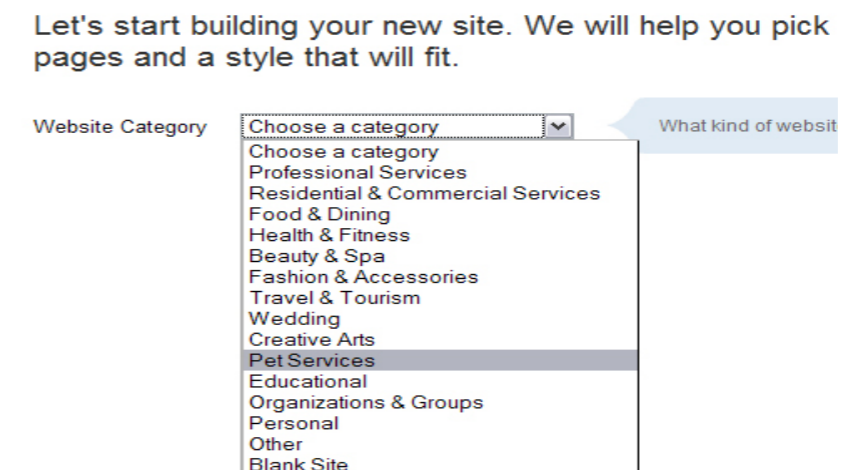 Let's start building your new site. We will help you pick
pages and a style that will fit.
Website Category
Choose a category
What kind of websit
Choose a category
Professional Services
Residential & Commercial Services
Food & Dining
Health & Fitness
Beauty & Spa
Fashion & Accessories
Travel & Tourism
Wedding
Creative Arts
Pet Services
Educational
Organizations & Groups
Personal
Other
Blank Site